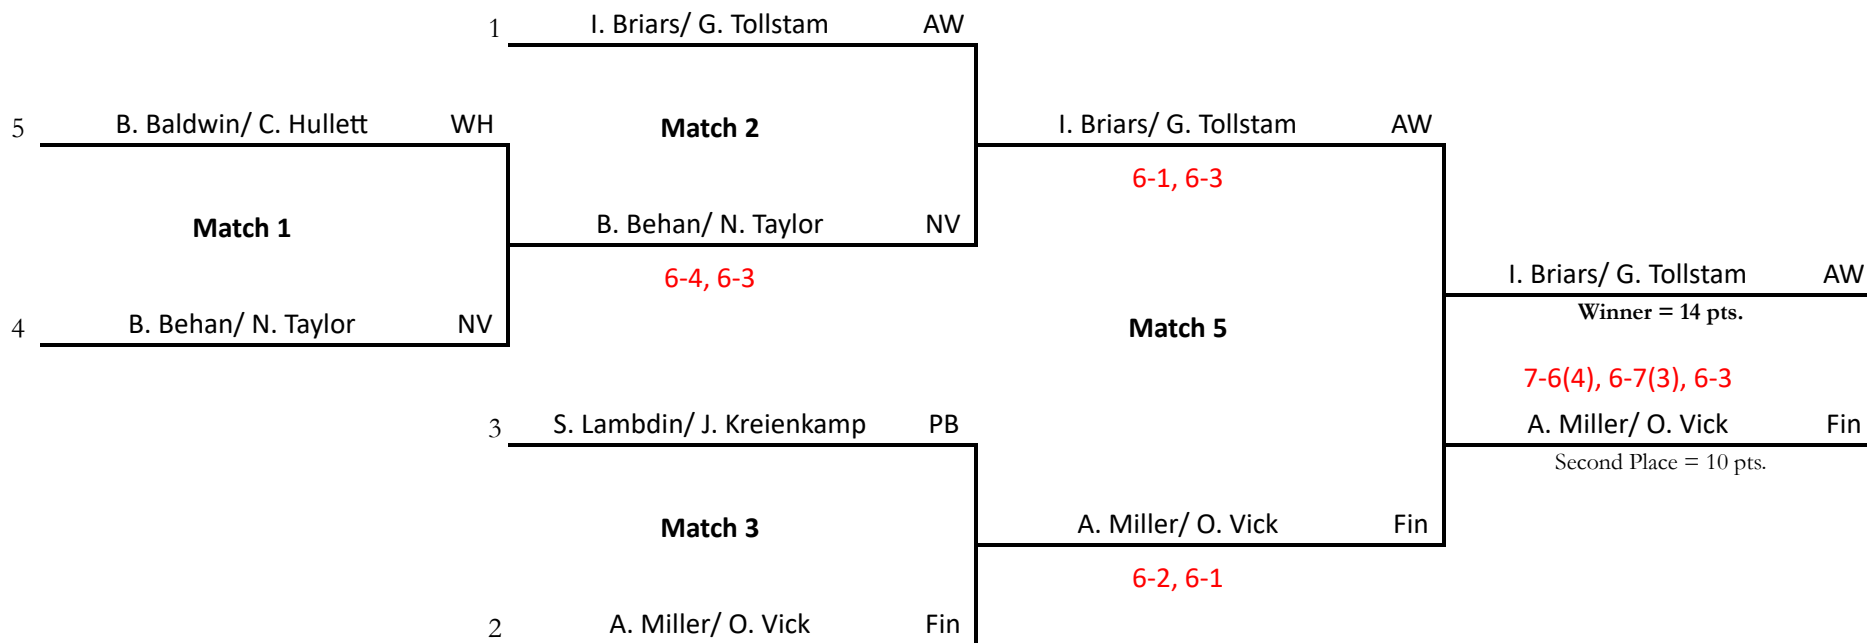 1 I. Briars/ G. Tollstam AW
5 B. Baldwin/ C. Hullett WH
Match 2
I. Briars/ G. Tollstam AW
6-1, 6-3
Match 1
B. Behan/ N. Taylor NV
6-4, 6-3
I. Briars/ G. Tollstam AW
Winner = 14 pts.
4 B. Behan/ N. Taylor NV
Match 5
7-6(4), 6-7(3), 6-3
3 S. Lambdin/ J. Kreienkamp PB
A. Miller/ O. Vick Fin
Second Place = 10 pts.
Match 3
A. Miller/ O. Vick Fin
6-2, 6-1
2 A. Miller/ O. Vick Fin